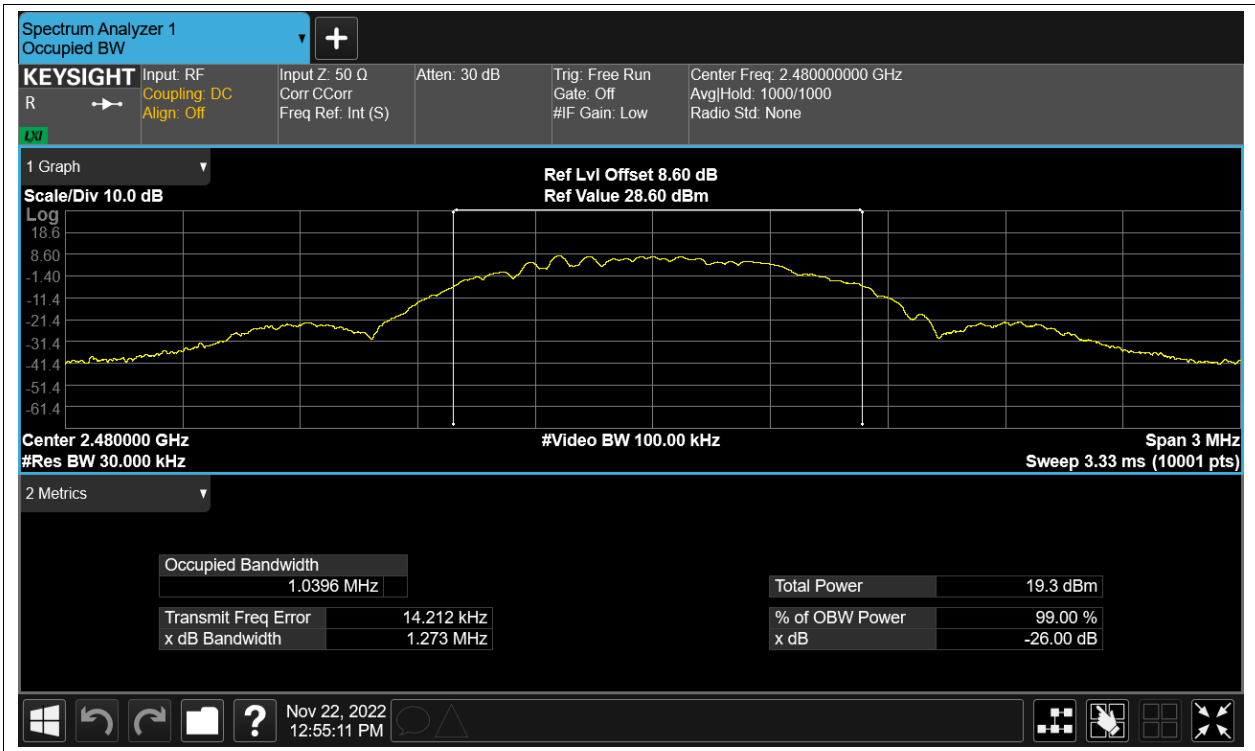 Spectrum Analyzer 1
Occupied BW
KEYSIGHT Input: RF Input Z: 50 Ω Atten: 30 dB Trig: Free Run Center Freq: 2.480000000 GHz
R Coupling: DC Corr CCorr Gate: Off Avg|Hold: 1000/1000
Align: Off Freq Ref: Int (S) #IF Gain: Low Radio Std: None
LXI
1 Graph
Ref Lvl Offset 8.60 dB
Scale/Div 10.0 dB Ref Value 28.60 dBm
Log
18.6
8.60
-1.40
-11.4
-21.4
-31.4
-41.4
-51.4
-61.4
Center 2.480000 GHz #Video BW 100.00 kHz Span 3 MHz
#Res BW 30.000 kHz Sweep 3.33 ms (10001 pts)
2 Metrics
Occupied Bandwidth
1.0396 MHz Total Power 19.3 dBm
Transmit Freq Error 14.212 kHz % of OBW Power 99.00 %
x dB Bandwidth 1.273 MHz x dB -26.00 dB
? Nov 22, 2022
12:55:11 PM